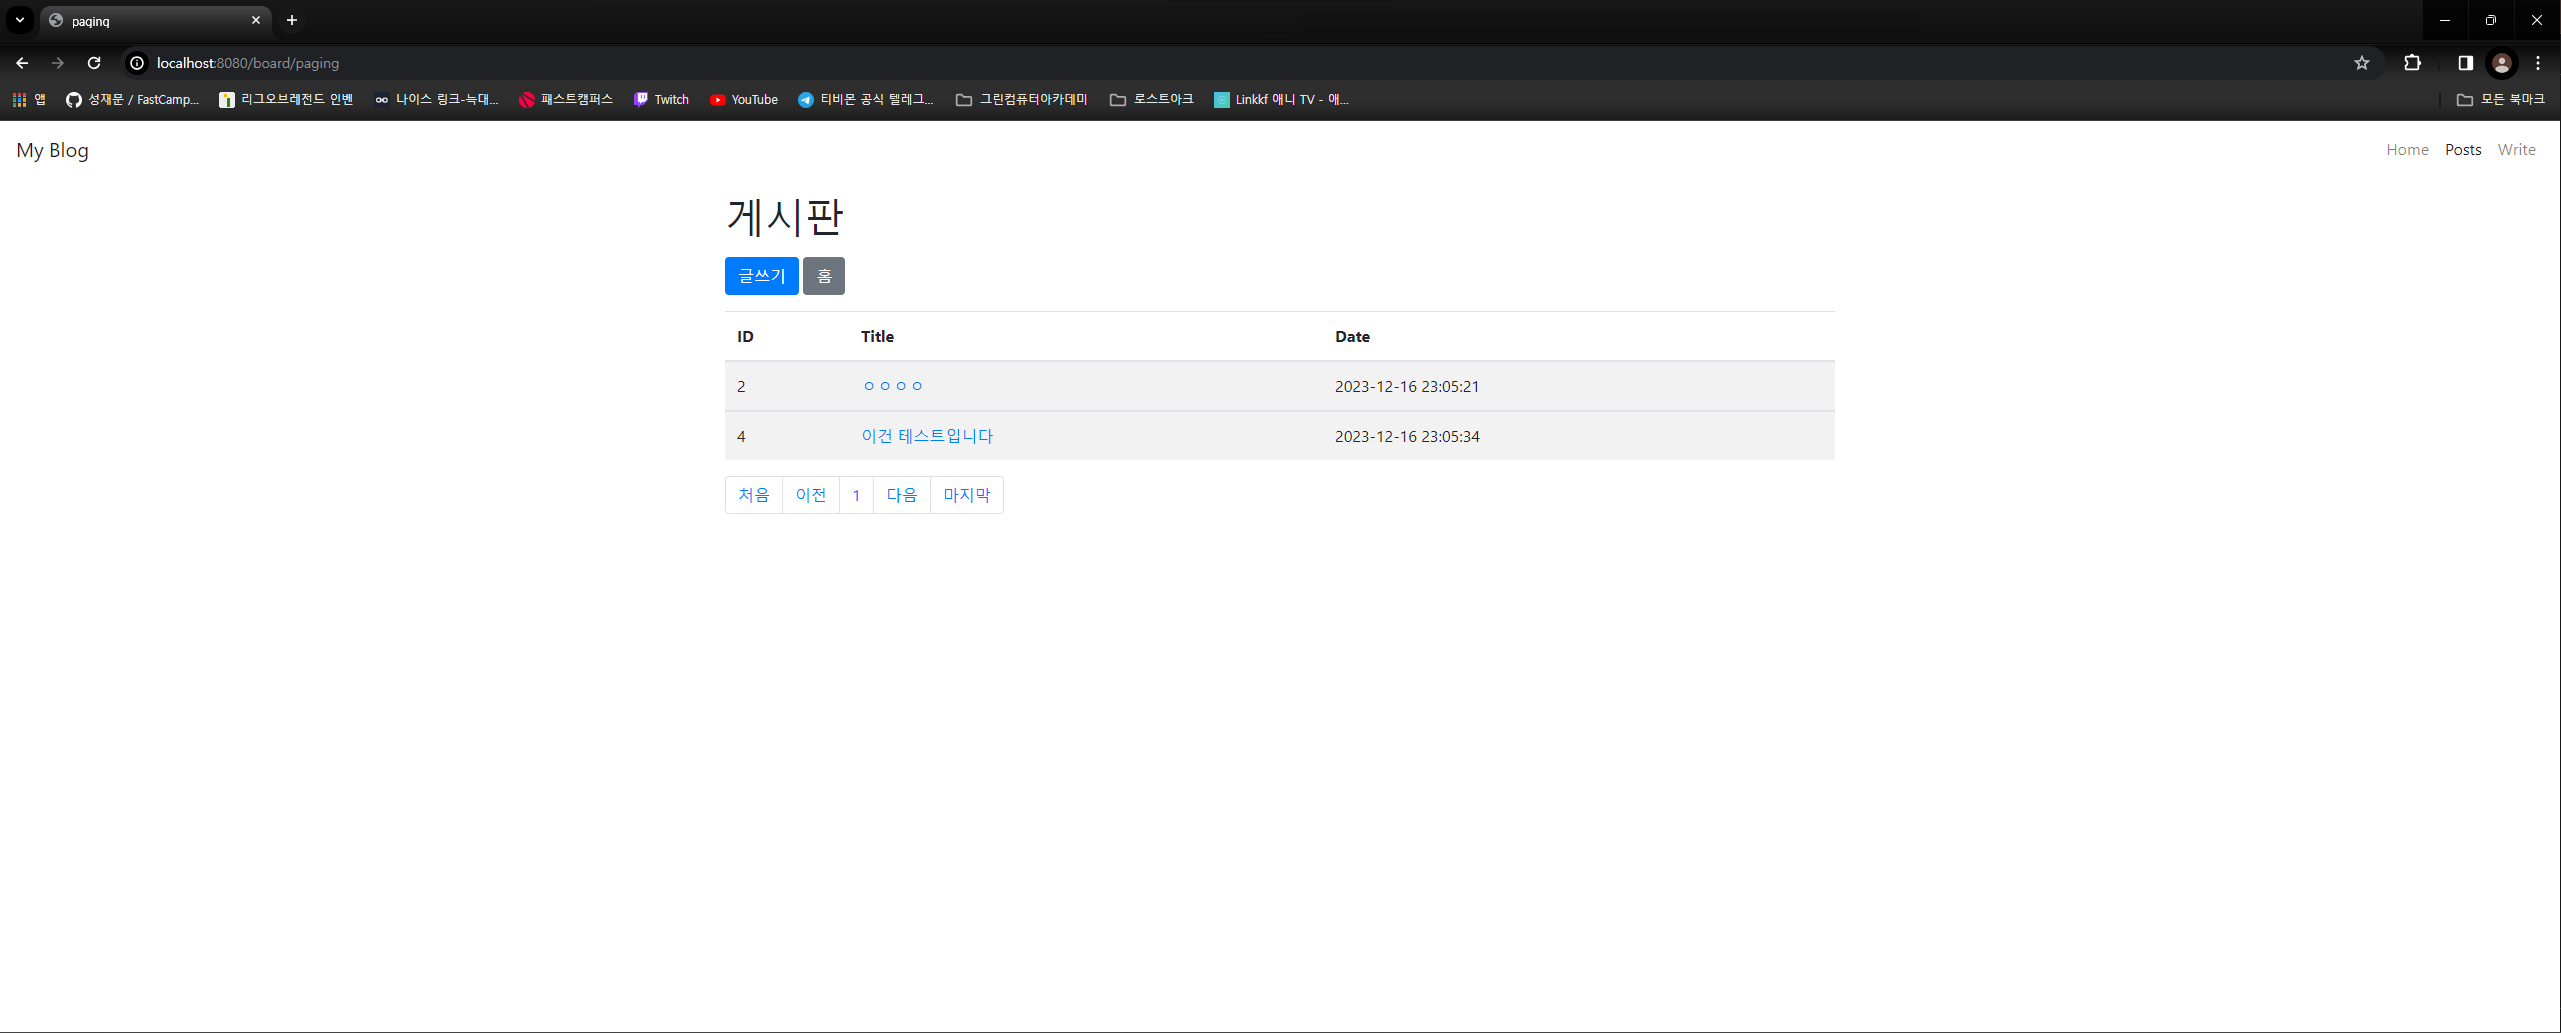 paging
localhost:8080/board/paging
앱 성재문 / FastCamp... 리그오브레전드 인벤 나이스 링크-늑대... 패스트캠퍼스 Twitch YouTube 티비몬 공식 텔레그... 그린컴퓨터아카데미 로스트아크 Linkkf 애니 TV - 애... 모든 북마크
My Blog Home Posts Write
게시판
글쓰기 홈
ID Title Date
2 ㅇㅇㅇㅇ 2023-12-16 23:05:21
4 이건 테스트입니다 2023-12-16 23:05:34
처음 이전 1 다음 마지막